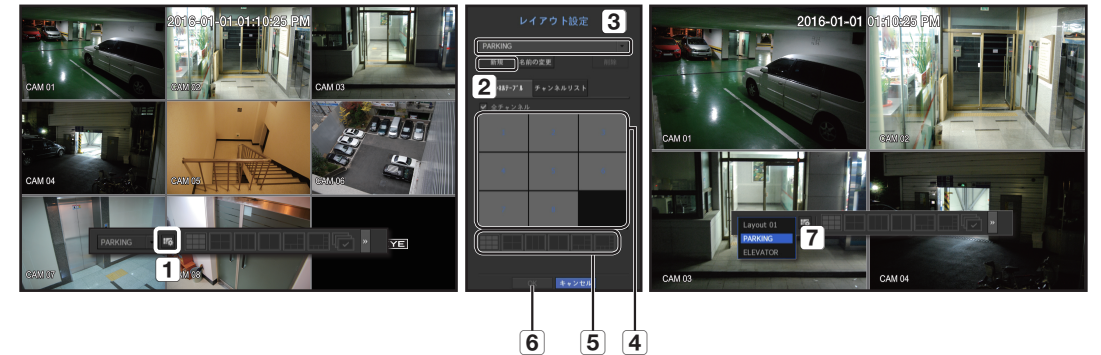 2016-01-01 01:10:25 PM
CAM 01
CAM 02
CAM 03
CAM 04
CAM 05
CAM 06
CAM 07
CAM 08
PARKING
»
YE
1
レイアウト設定
3
PARKING
新規
名前の変更
削除
2
チャンネルリスト
全チャンネル
キャンセル
6
5
4
2016-01-01 01:10:25 PM
CAM 01
CAM 02
Layout 01
PARKING
ELEVATOR
7
»
CAM 03
CAM 04